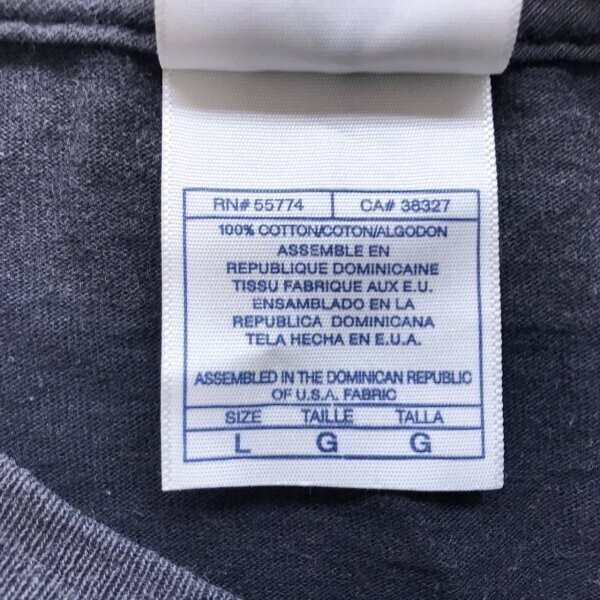 RN# 55774 CA# 38327
100% COTTON/COTON/ALGODON
ASSEMBLE EN
REPUBLIQUE DOMINICAINE
TISSU FABRIQUE AUX E.U.
ENSAMBLADO EN LA
REPUBLICA DOMINICANA
TELA HECHA EN E.U.A.
ASSEMBLED IN THE DOMINICAN REPUBLIC
OF U.S.A. FABRIC
SIZE TAILLE TALLA
L G G